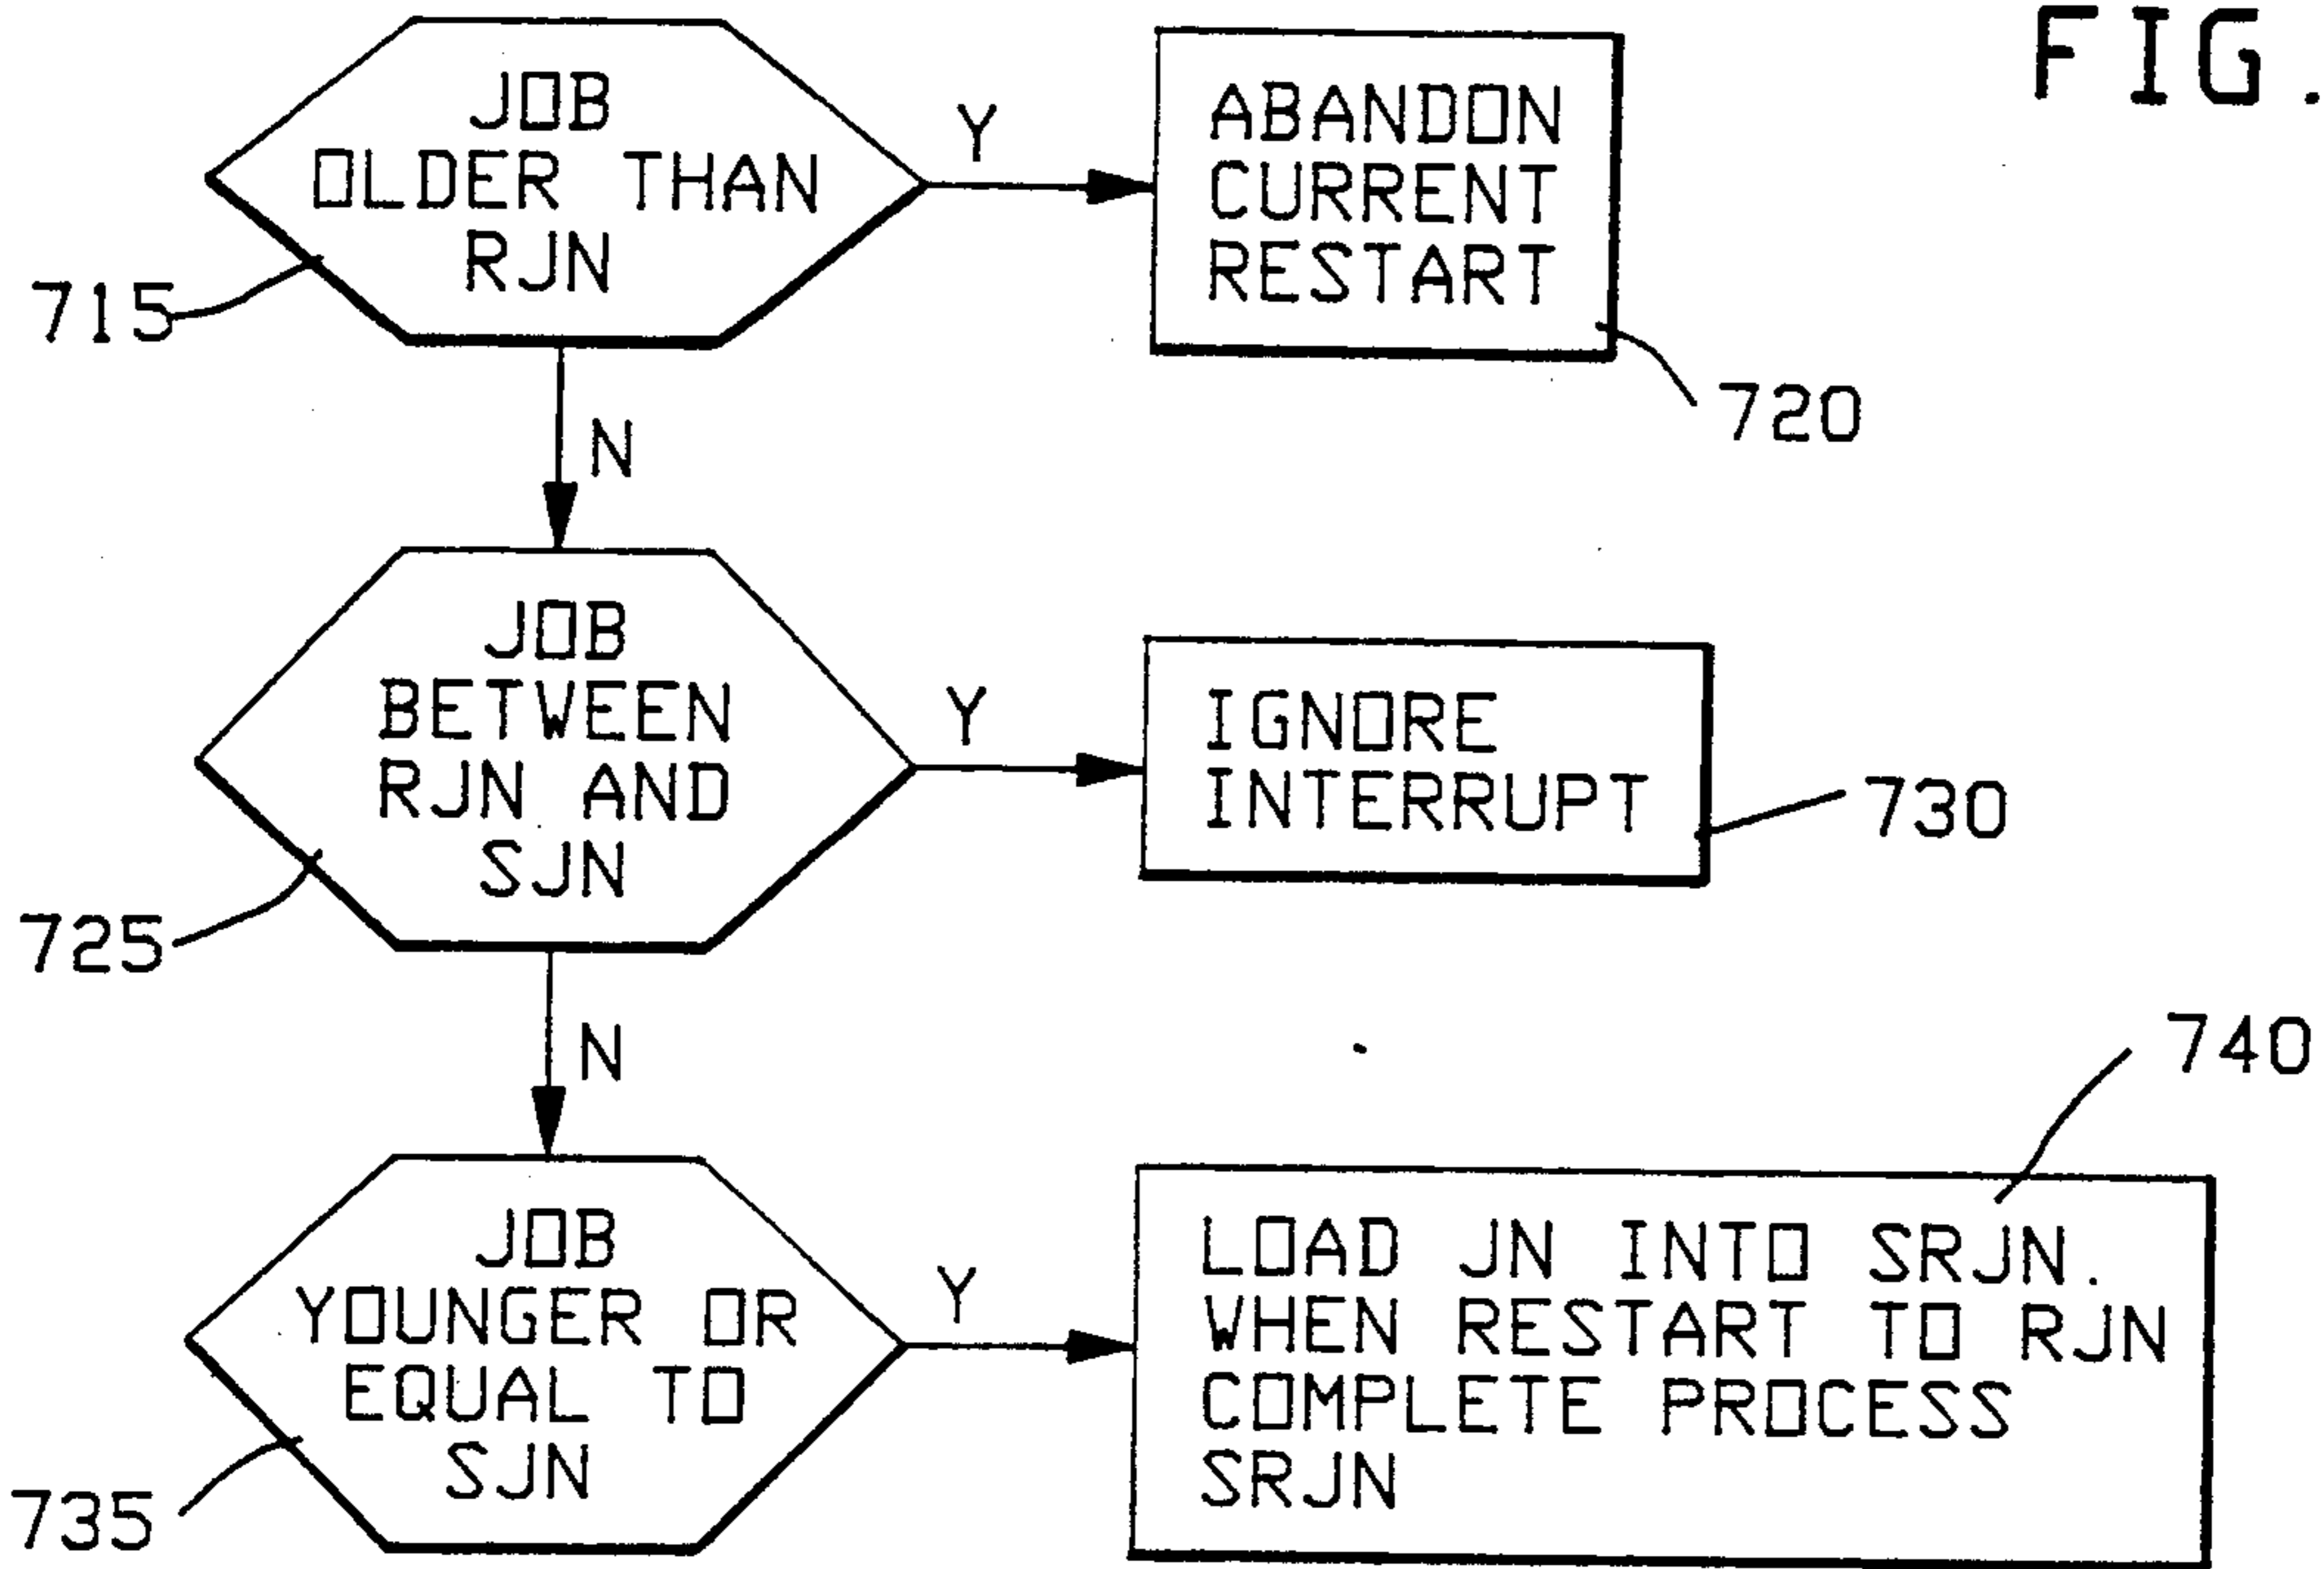 FIG.
JOB
OLDER THAN
RJN
715
Y
ABANDON
CURRENT
RESTART
720
N
JOB
BETWEEN
RJN AND
SJN
725
Y
IGNORE
INTERRUPT
730
N
JOB
YOUNGER OR
EQUAL TO
SJN
735
Y
740
LOAD JN INTO SRJN.
WHEN RESTART TO RJN
COMPLETE PROCESS
SRJN